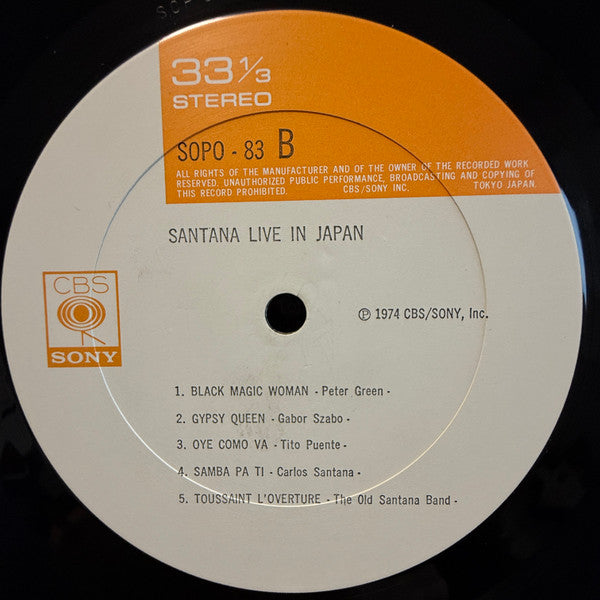 33 1/3
STEREO
SOPO - 83 B
ALL RIGHTS OF THE MANUFACTURER AND OF THE OWNER OF THE RECORDED WORK
RESERVED. UNAUTHORIZED PUBLIC PERFORMANCE, BROADCASTING AND COPYING OF
THIS RECORD PROHIBITED. CBS/SONY INC. TOKYO JAPAN.
SANTANA LIVE IN JAPAN
CBS
SONY
℗ 1974 CBS/SONY, Inc.
1. BLACK MAGIC WOMAN - Peter Green -
2. GYPSY QUEEN - Gabor Szabo -
3. OYE COMO VA - Tito Puente -
4. SAMBA PA TI - Carlos Santana -
5. TOUSSAINT L'OVERTURE - The Old Santana Band -